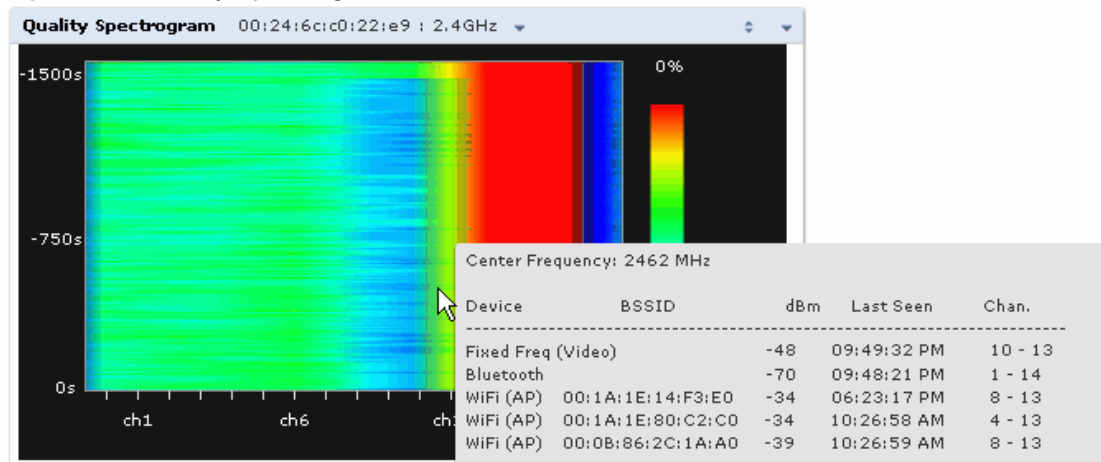 Quality Spectrogram 00:24:6c:c0:22:e9 : 2.4GHz
-1500s
0%
-750s
Center Frequency: 2462 MHz
Device BSSID dBm Last Seen Chan.
Fixed Freq (Video) -48 09:49:32 PM 10 - 13
Bluetooth -70 09:48:21 PM 1 - 14
WiFi (AP) 00:1A:1E:14:F3:E0 -34 06:23:17 PM 8 - 13
WiFi (AP) 00:1A:1E:80:C2:C0 -34 10:26:58 AM 4 - 13
WiFi (AP) 00:0B:86:2C:1A:A0 -39 10:26:59 AM 8 - 13
0s
ch1 ch6 ch